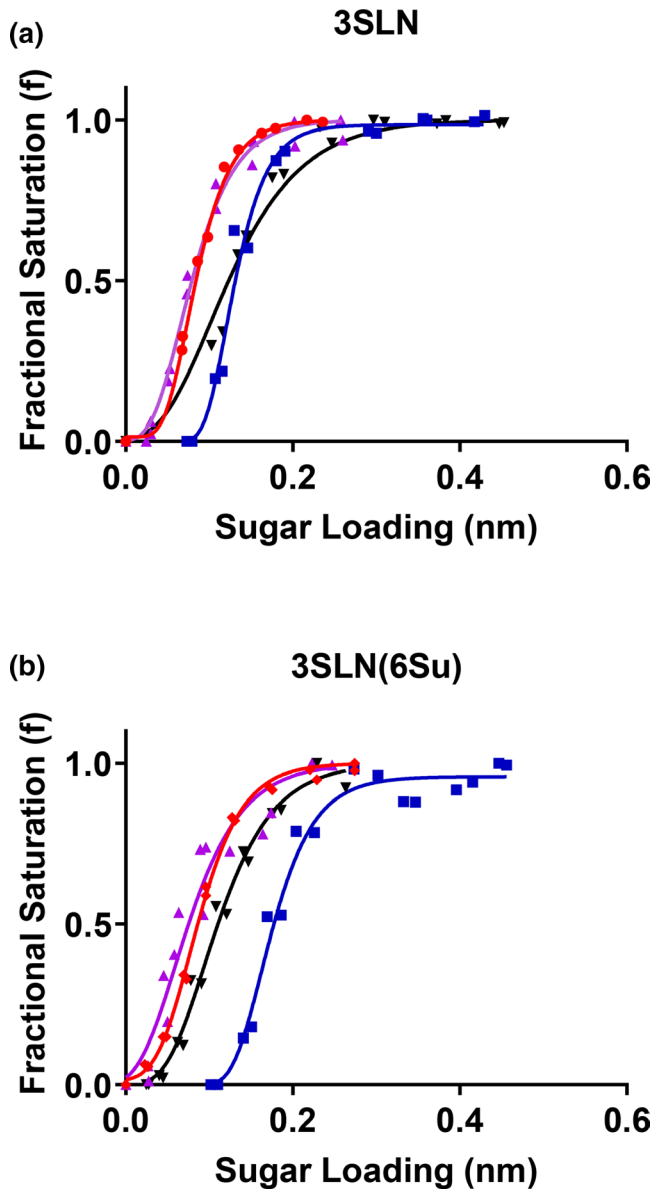 (a)
3SLN
Fractional Saturation (f)
1.0
0.5
0.0
0.0 0.2 0.4 0.6
Sugar Loading (nm)
(b)
3SLN(6Su)
Fractional Saturation (f)
1.0
0.5
0.0
0.0 0.2 0.4 0.6
Sugar Loading (nm)